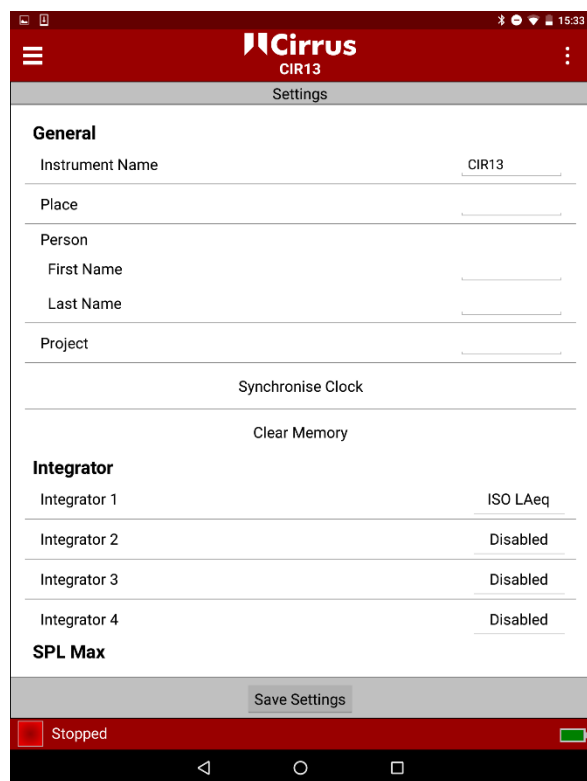 15:33
Cirrus
CIR13
Settings
General
Instrument Name CIR13
Place
Person
First Name
Last Name
Project
Synchronise Clock
Clear Memory
Integrator
Integrator 1 ISO LAeq
Integrator 2 Disabled
Integrator 3 Disabled
Integrator 4 Disabled
SPL Max
Save Settings
Stopped